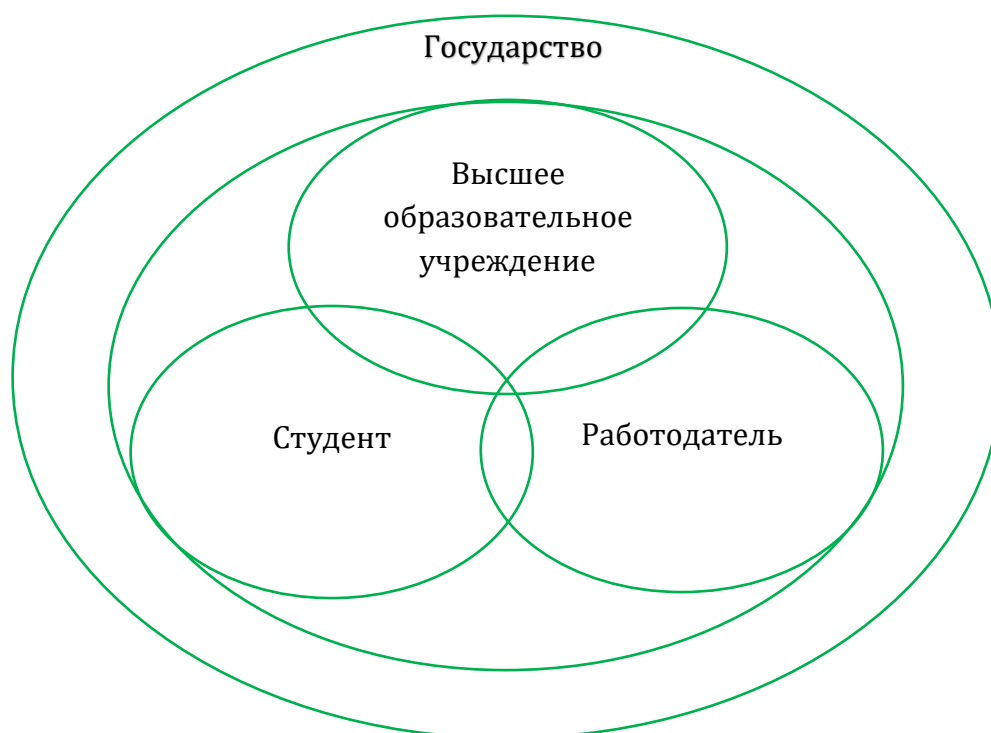 Государство
Высшее
образовательное
учреждение
Студент
Работодатель